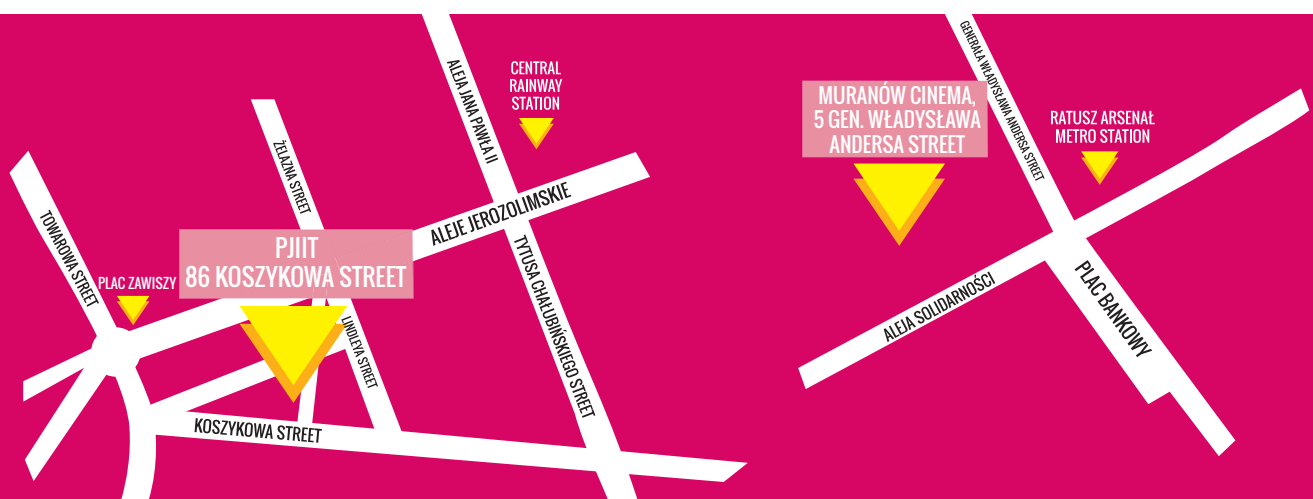 ALEJA JANA PAWŁA II
CENTRAL
RAINWAY
STATION
ŻELAZNA STREET
ALEJE JEROZOLIMSKIE
TOWAROWA STREET
PLAC ZAWISZY
PJIIT
86 KOSZYKOWA STREET
LINDLEYA STREET
TYTUSA CHAŁUBIŃSKIEGO STREET
KOSZYKOWA STREET
GENERAŁA WŁADYSŁAWA ANDERSA STREET
MURANÓW CINEMA,
5 GEN. WŁADYSŁAWA
ANDERSA STREET
RATUSZ ARSENAŁ
METRO STATION
ALEJA SOLIDARNOŚCI
PLAC BANKOWY